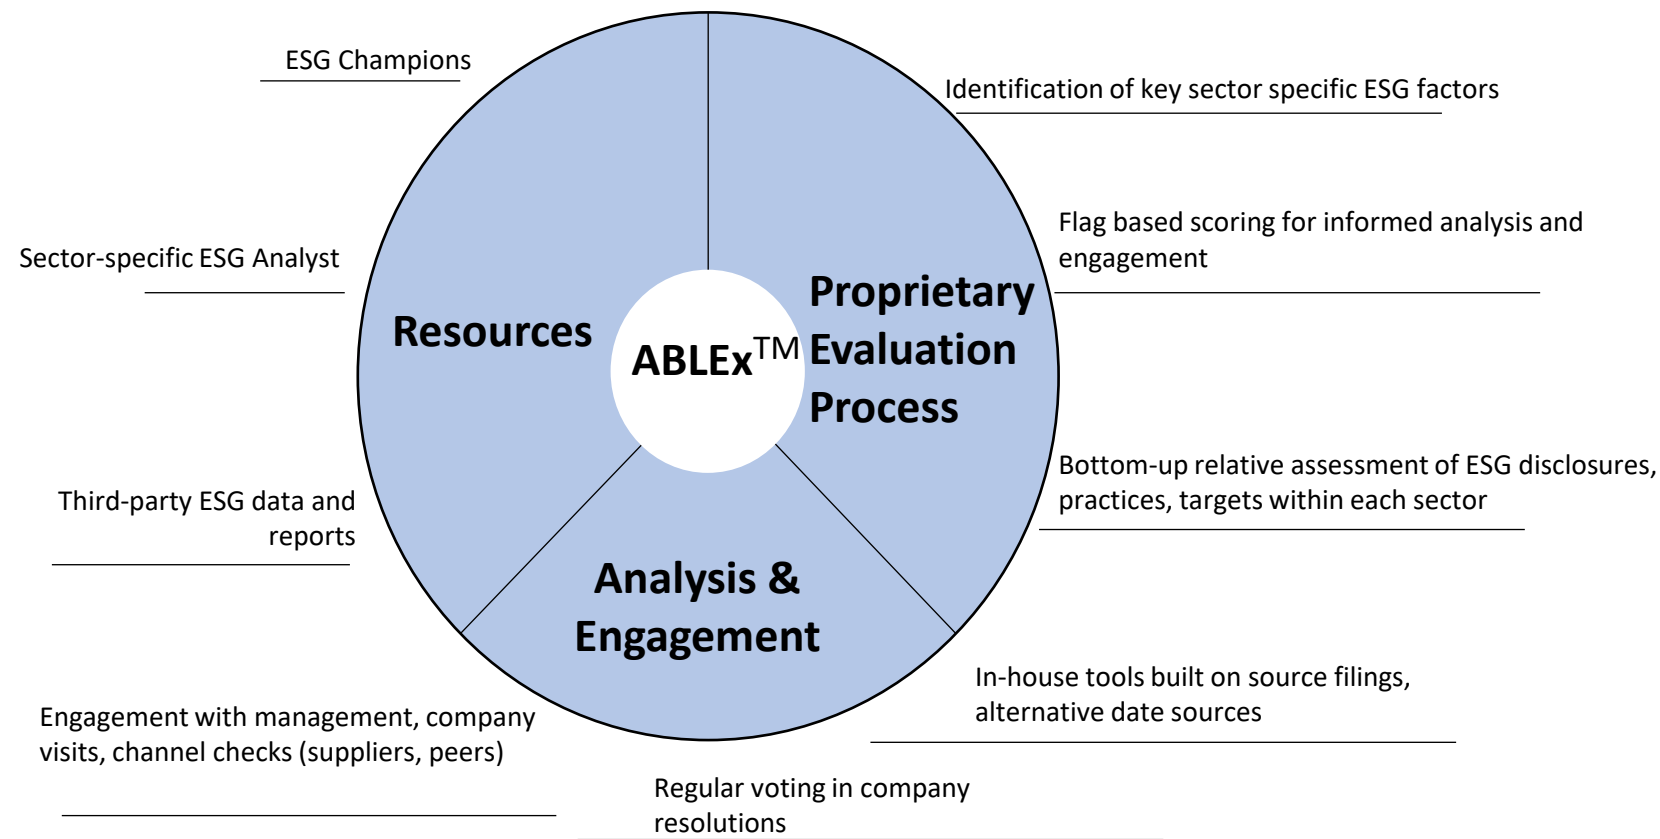 ESG Champions
Identification of key sector specific ESG factors
Flag based scoring for informed analysis and
engagement
Sector-specific ESG Analyst
Resources
ABLEx™
Proprietary
Evaluation
Process
Bottom-up relative assessment of ESG disclosures,
practices, targets within each sector
Third-party ESG data and
reports
Analysis &
Engagement
In-house tools built on source filings,
alternative date sources
Engagement with management, company
visits, channel checks (suppliers, peers)
Regular voting in company
resolutions